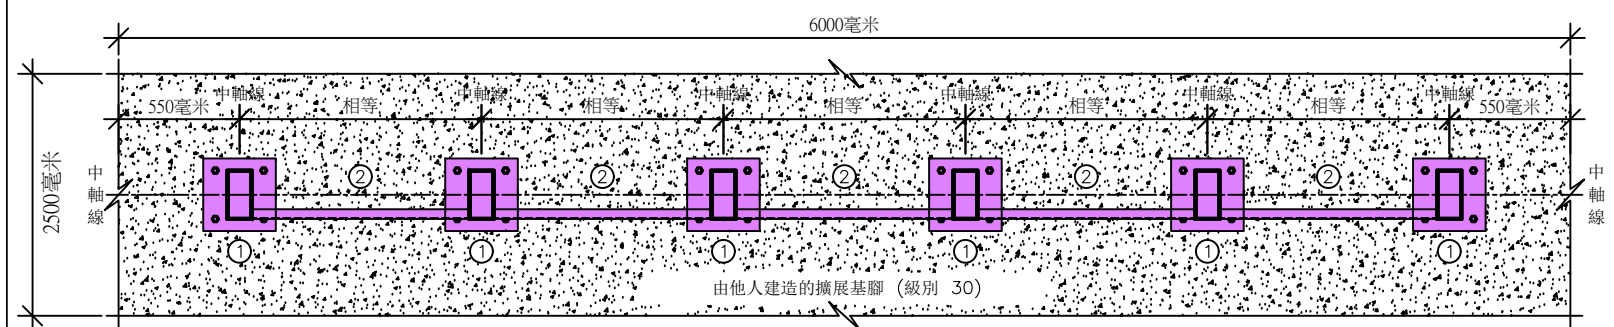 6000毫米
550毫米 中軸線 相等 中軸線 相等 中軸線 相等 中軸線 相等 中軸線 相等 中軸線 550毫米
2500毫米
中軸線
② ② ② ② ②
中軸線
① ① ① ① ① ①
由他人建造的擴展基腳 (級別 30)